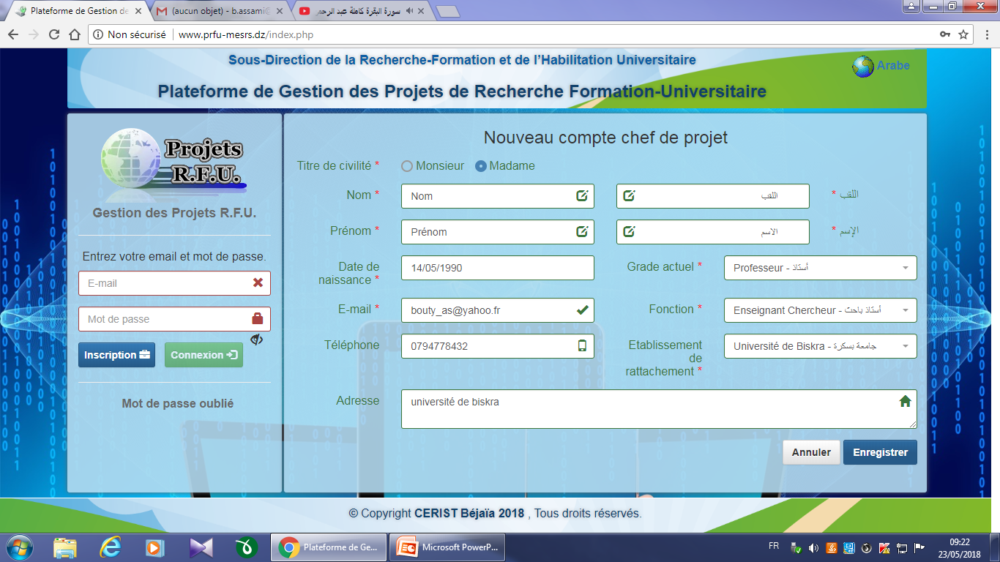 Plateforme de Gestion de
(aucun objet) - b.assami@
سورة البقرة كاملة عبد الرحم
Non sécurisé
www.prfu-mesrs.dz/index.php
Sous-Direction de la Recherche-Formation et de l'Habilitation Universitaire
Arabe
Plateforme de Gestion des Projets de Recherche Formation-Universitaire
Projets
R.F.U.
Gestion des Projets R.F.U.
Entrez votre email et mot de passe.
E-mail
Mot de passe
Inscription
Connexion
Mot de passe oublié
Nouveau compte chef de projet
Titre de civilité * Monsieur Madame
Nom * Nom اللقب اللقب *
Prénom * Prénom الاسم الإسم *
Date de
naissance *
14/05/1990
Grade actuel * Professeur - أستاذ
E-mail * bouty_as@yahoo.fr
Fonction * Enseignant Chercheur - أستاذ باحث
Téléphone 0794778432
Etablissement
de
rattachement *
Université de Biskra - جامعة بسكرة
Adresse université de biskra
Annuler Enregistrer
© Copyright CERIST Béjaïa 2018 , Tous droits réservés.
Plateforme de Ge...
Microsoft PowerP...
FR
09:22
23/05/2018